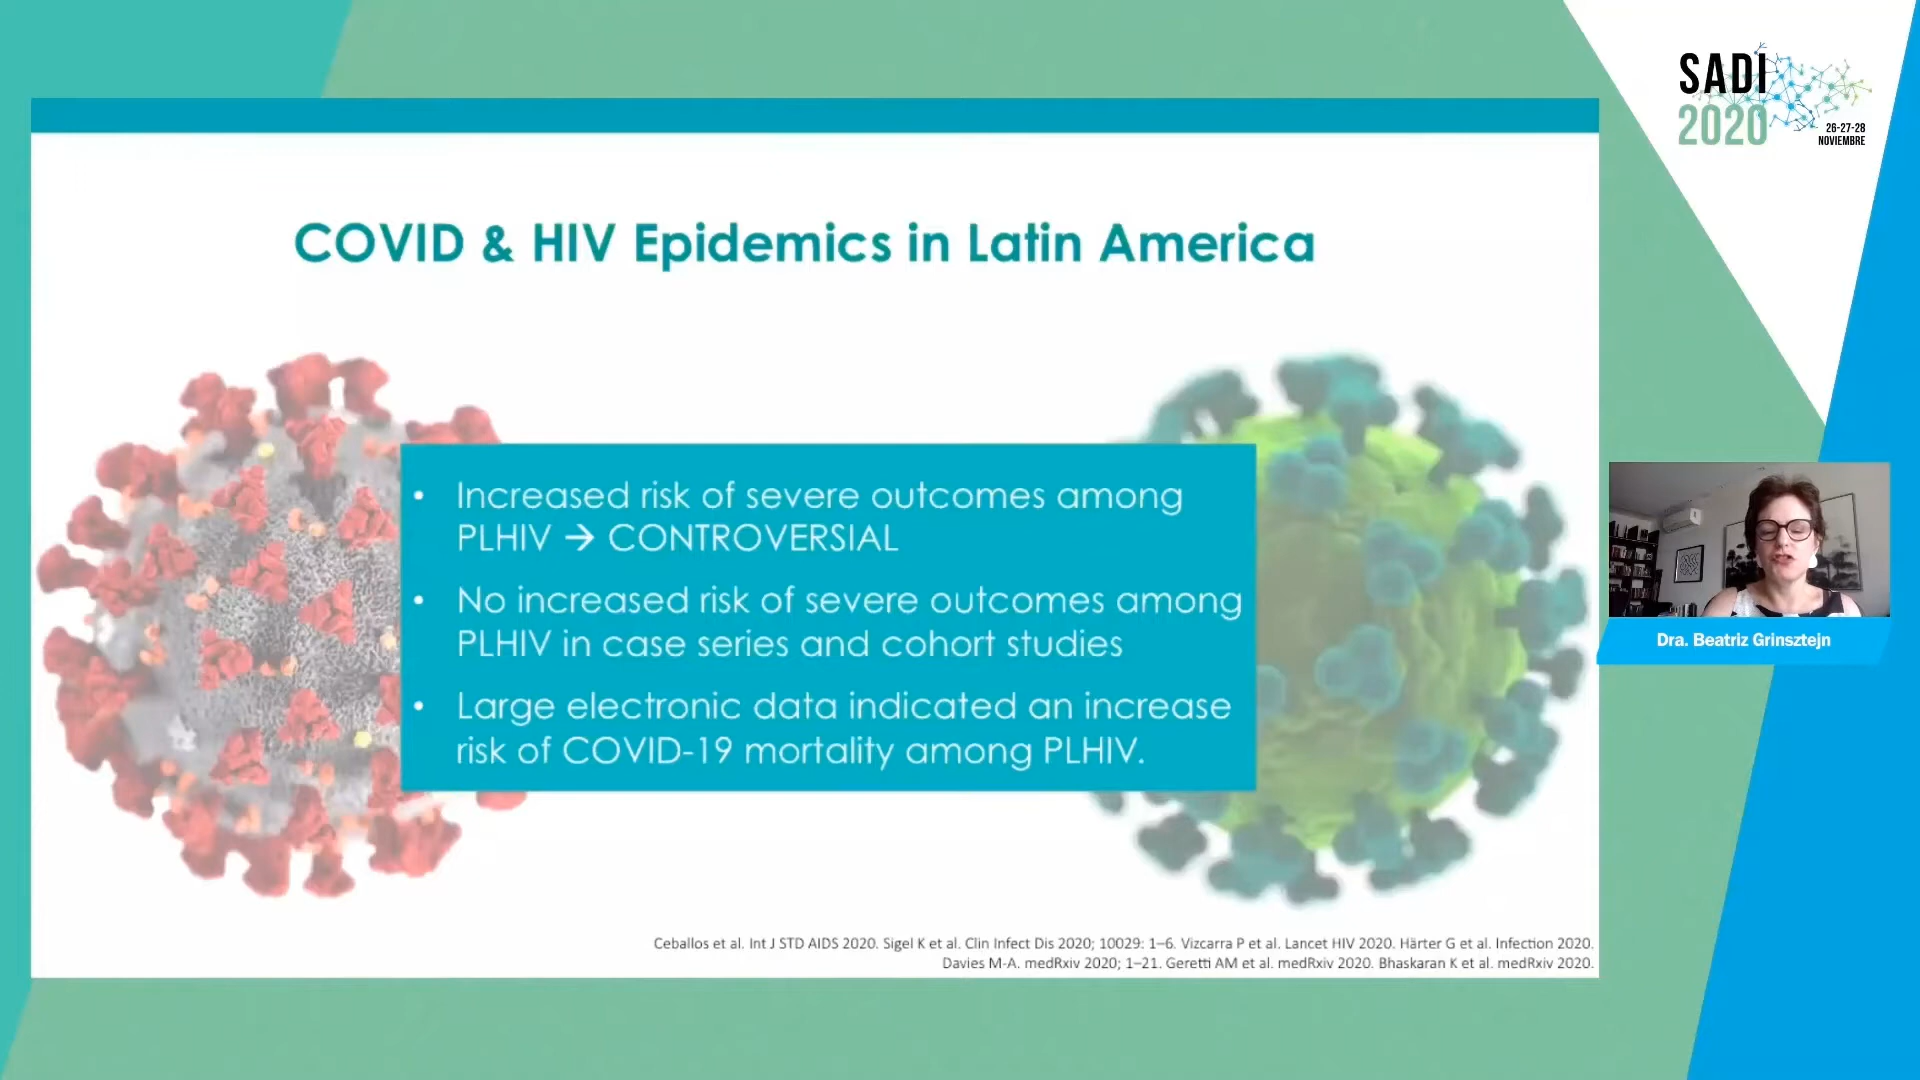 SADI
2020
26-27-28
NOVIEMBRE
COVID & HIV Epidemics in Latin America
• Increased risk of severe outcomes among
PLHIV → CONTROVERSIAL
• No increased risk of severe outcomes among
PLHIV in case series and cohort studies
• Large electronic data indicated an increase
risk of COVID-19 mortality among PLHIV.
Dra. Beatriz Grinsztejn
Ceballos et al. Int J STD AIDS 2020. Sigel K et al. Clin Infect Dis 2020; 10029: 1–6. Vizcarra P et al. Lancet HIV 2020. Härter G et al. Infection 2020.
Davies M-A. medRxiv 2020; 1–21. Geretti AM et al. medRxiv 2020. Bhaskaran K et al. medRxiv 2020.